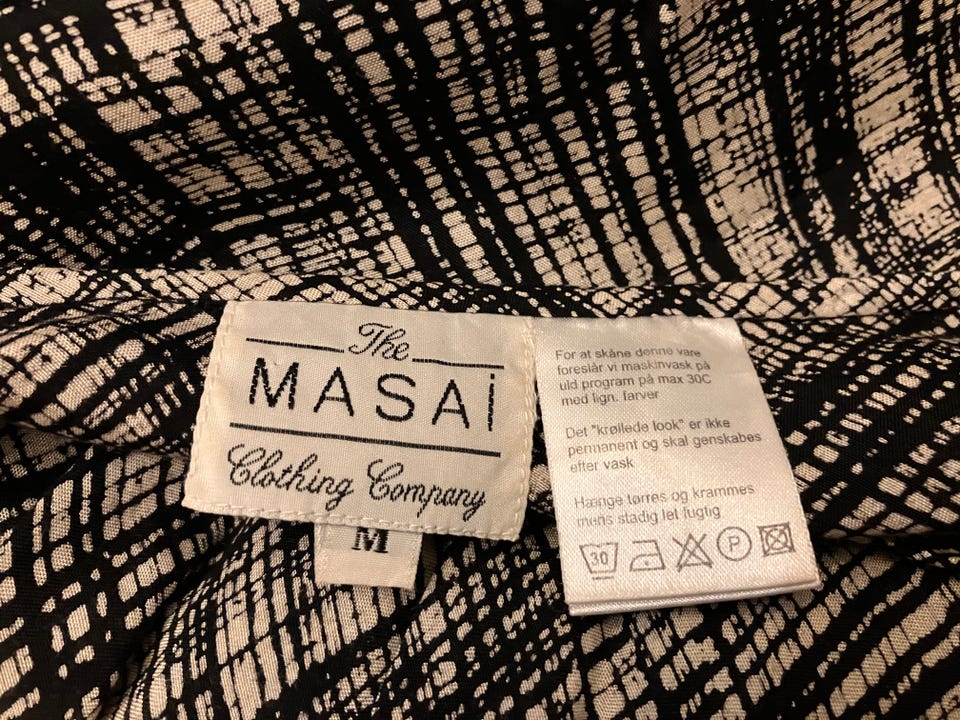 The
MASAi
Clothing Company
M
For at skåne denne vare
foreslår vi maskinvask på
uld program på max 30C
med lign. farver
Det "krøllede look" er ikke
permanent og skal genskabes
efter vask
Hænge tørres og krammes
mens stadig let fugtig
30
P